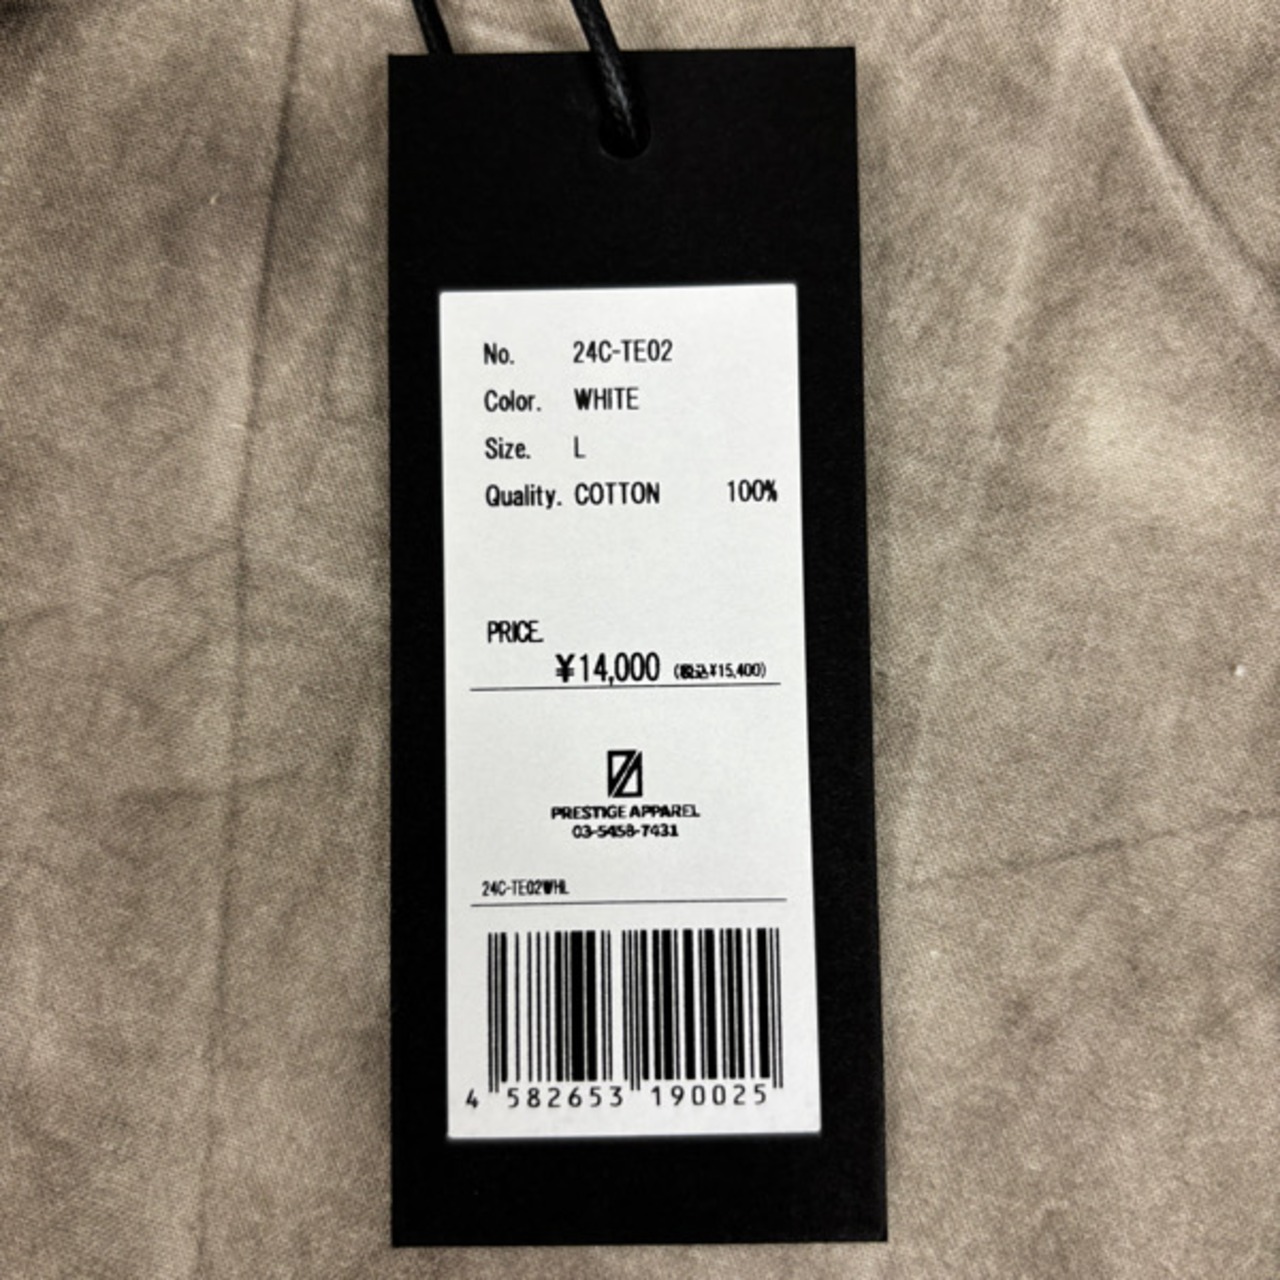 No. 24C-TE02
Color. WHITE
Size. L
Quality. COTTON 100%
PRICE.
¥14,000 (税込¥15,400)
PRESTIGE APPAREL
03-5458-7431
24C-TE02WHL
4 582653 190025